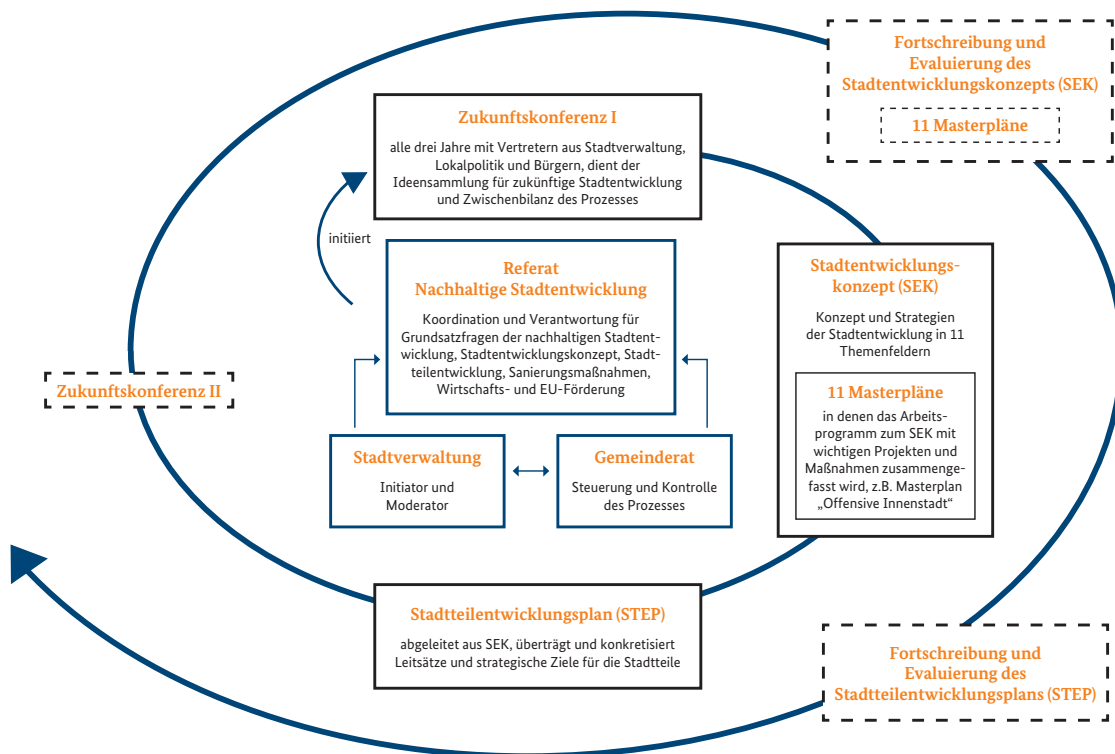 Fortschreibung und
Evaluierung des
Stadtentwicklungskonzepts (SEK)
11 Masterpläne
Zukunftskonferenz I
alle drei Jahre mit Vertretern aus Stadtverwaltung,
Lokalpolitik und Bürgern, dient der
Ideensammlung für zukünftige Stadtentwicklung
und Zwischenbilanz des Prozesses
initiiert
Referat
Nachhaltige Stadtentwicklung
Koordination und Verantwortung für
Grundsatzfragen der nachhaltigen Stadtent-
wicklung, Stadtentwicklungskonzept, Stadt-
teilentwicklung, Sanierungsmaßnahmen,
Wirtschafts- und EU-Förderung
Stadtentwicklungs-
konzept (SEK)
Konzept und Strategien
der Stadtentwicklung in 11
Themenfeldern
11 Masterpläne
in denen das Arbeits-
programm zum SEK mit
wichtigen Projekten und
Maßnahmen zusammenge-
fasst wird, z.B. Masterplan
„Offensive Innenstadt“
Zukunftskonferenz II
Stadtverwaltung
Initiator und
Moderator
Gemeinderat
Steuerung und Kontrolle
des Prozesses
Stadtteilentwicklungsplan (STEP)
abgeleitet aus SEK, überträgt und konkretisiert
Leitsätze und strategische Ziele für die Stadtteile
Fortschreibung und
Evaluierung des
Stadtteilentwicklungsplans (STEP)